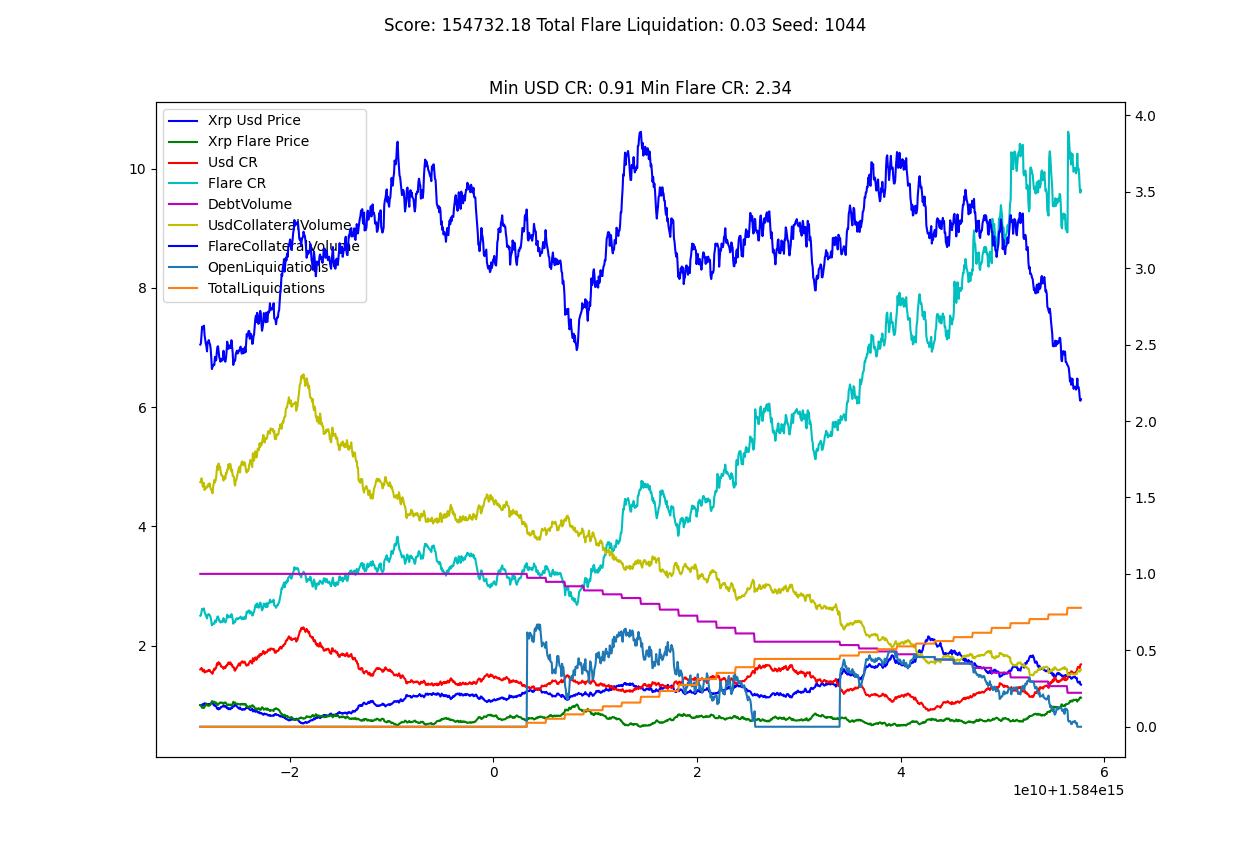 Score: 154732.18 Total Flare Liquidation: 0.03 Seed: 1044
Min USD CR: 0.91 Min Flare CR: 2.34
Xrp Usd Price
Xrp Flare Price
Usd CR
Flare CR
DebtVolume
UsdCollateralVolume
FlareCollateralVolume
OpenLiquidations
TotalLiquidations
10
8
6
4
2
4.0
3.5
3.0
2.5
2.0
1.5
1.0
0.5
0.0
−2 0 2 4 6
1e10+1.584e15